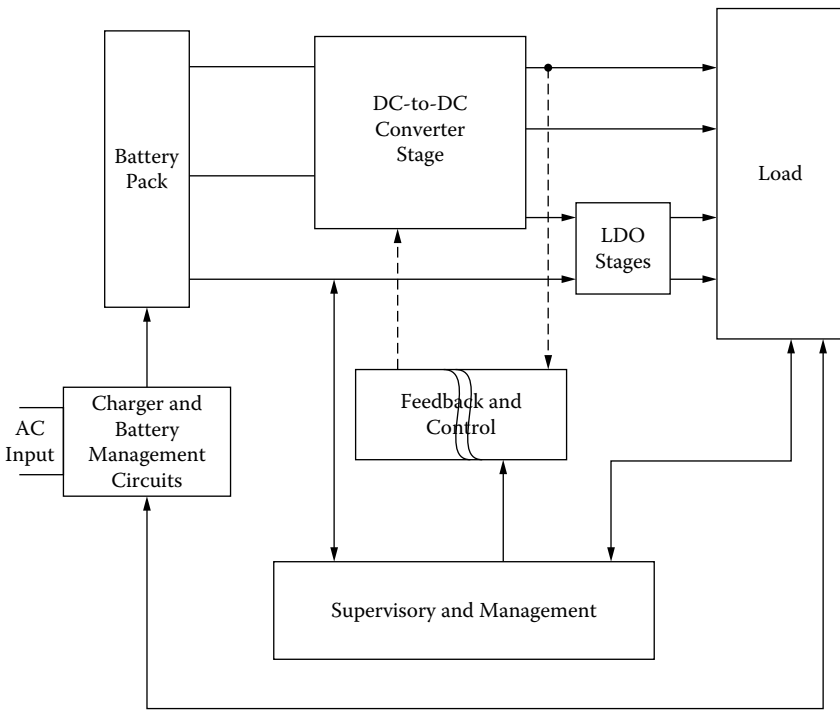 Battery
Pack
DC-to-DC
Converter
Stage
Load
LDO
Stages
Feedback and
Control
AC
Input
Charger and
Battery
Management
Circuits
Supervisory and Management